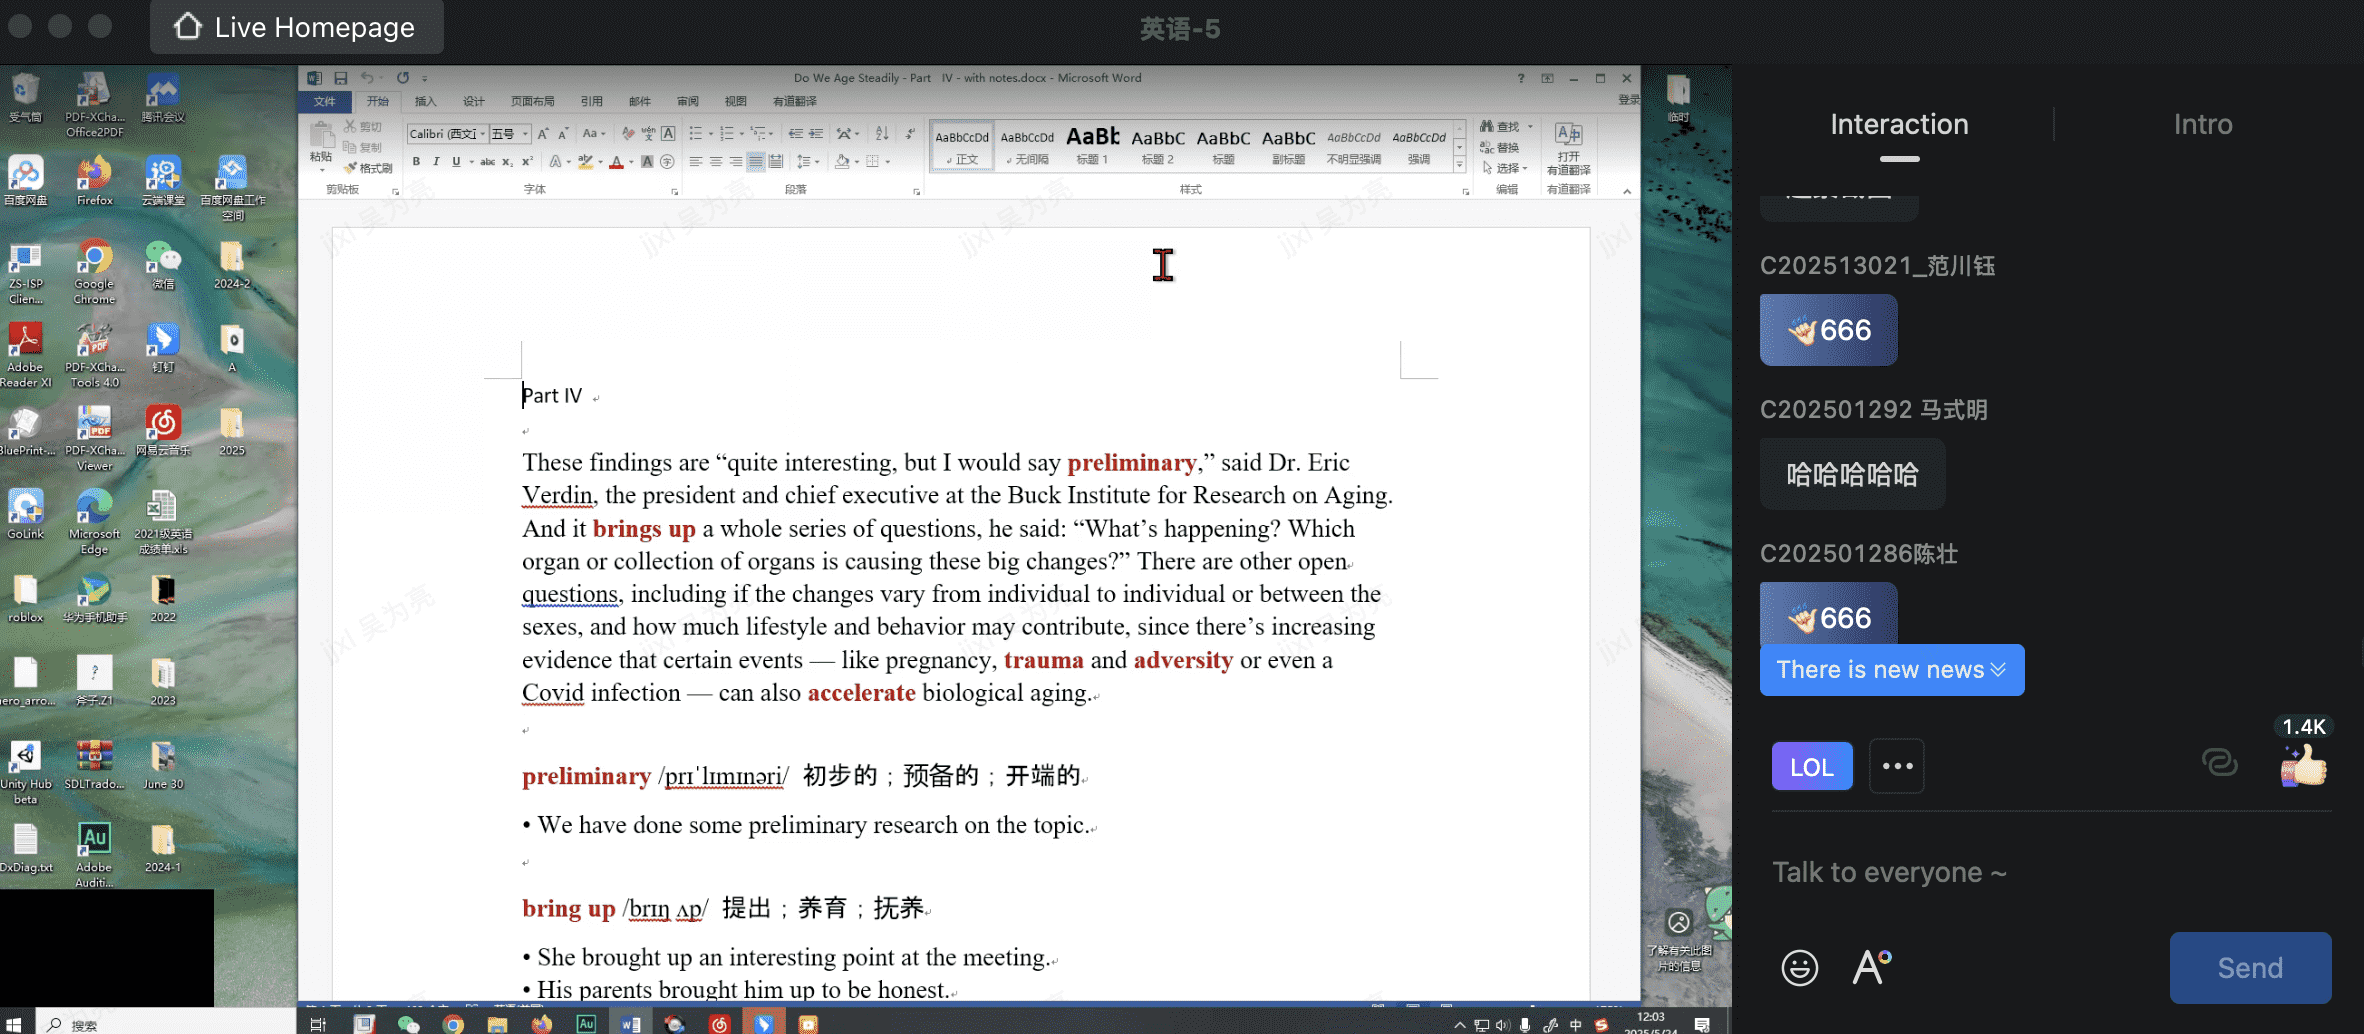 Live Homepage
英语-5
Do We Age Steadily - Part IV - with notes.docx - Microsoft Word
文件 开始 插入 设计 页面布局 引用 邮件 审阅 视图 有道翻译 登录
粘贴
剪切
复制
格式刷
剪贴板
Calibri (西文正 五号
字体
段落
AaBbCcDd AaBbCcDd AaBb AaBbC AaBbC AaBbC AaBbCcDd AaBbCcDd
正文 无间隔 标题 1 标题 2 标题 副标题 不明显强调 强调
样式
查找
替换
选择
编辑
打开
有道翻译
有道翻译
受气筒
PDF-XCha... Office2PDF
腾讯会议
百度网盘
Firefox
云端课堂
百度网盘工作空间
ZS-ISP Clien...
Google Chrome
微信
2024-2
Adobe Reader XI
PDF-XCha... Tools 4.0
钉钉
A
BluePrint-...
PDF-XCha... Viewer
网易云音乐
2025
GoLink
Microsoft Edge
2021级英语成绩单.xls
roblox
华为手机助手
2022
斧子.Z1
2023
Unity Hub beta
SDLTrado...
June 30
DxDiag.txt
Adobe Auditi...
2024-1
临时
Part IV
These findings are “quite interesting, but I would say preliminary,” said Dr. Eric
Verdin, the president and chief executive at the Buck Institute for Research on Aging.
And it brings up a whole series of questions, he said: “What’s happening? Which
organ or collection of organs is causing these big changes?” There are other open
questions, including if the changes vary from individual to individual or between the
sexes, and how much lifestyle and behavior may contribute, since there’s increasing
evidence that certain events — like pregnancy, trauma and adversity or even a
Covid infection — can also accelerate biological aging.
preliminary /prɪˈlɪmɪnəri/ 初步的；预备的；开端的
• We have done some preliminary research on the topic.
bring up /brɪŋ ʌp/ 提出；养育；抚养
• She brought up an interesting point at the meeting.
• His parents brought him up to be honest.
jjxl 吴为亮
了解有关此图片的信息
搜索
中
12:03
2025/5/24
Interaction
Intro
C202513021_范川钰
666
C202501292 马式明
哈哈哈哈哈
C202501286陈壮
666
There is new news
LOL
1.4K
Talk to everyone ~
Send